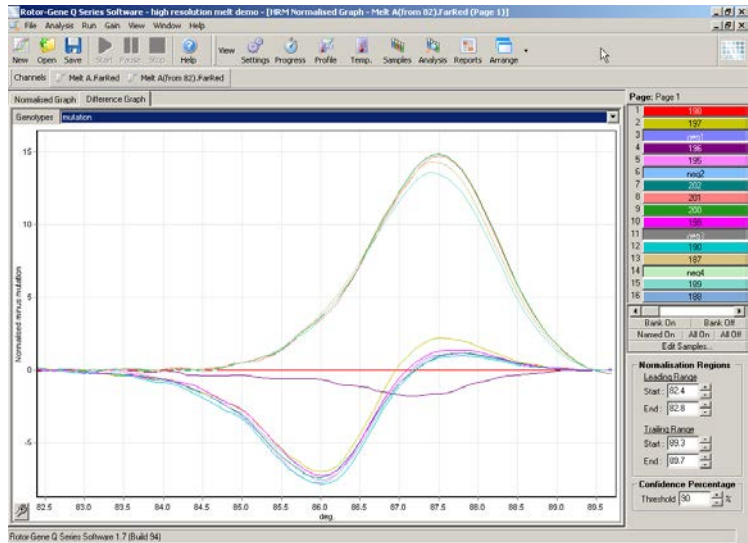 Rotor-Gene Q Series Software - high resolution melt demo - [HRM Normalised Graph - Melt A(from 82).FarRed (Page 1)]
File Analysis Run Gain View Window Help
New Open Save Start Pause Stop Help View Settings Progress Profile Temp. Samples Analysis Reports Arrange
Channels Melt A.FarRed Melt A(from 82).FarRed
Normalised Graph Difference Graph
Genotypes mutation
Normalised minus mutation
15
10
5
0
-5
82.5 83.0 83.5 84.0 84.5 85.0 85.5 86.0 86.5 87.0 87.5 88.0 88.5 89.0 89.5
deg
Page: Page 1
1
2 197
3 neg1
4 196
5 195
6 neg2
7 202
8 201
9 200
10 198
11 neg3
12 190
13 187
14 neg4
15 189
16 188
Bank On Bank Off
Named On All On All Off
Edit Samples...
Normalisation Regions
Leading Range
Start: 82.4
End: 82.8
Trailing Range
Start: 89.3
End: 89.7
Confidence Percentage
Threshold 90 %
Rotor-Gene Q Series Software 1.7 (Build 94)